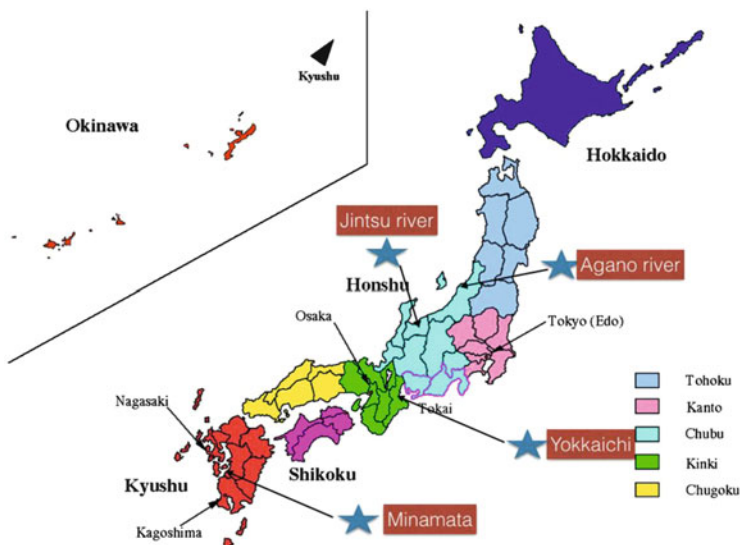 Kyushu
Okinawa
Hokkaido
Jintsu river
Agano river
Honshu
Osaka
Tokyo (Edo)
Nagasaki
Tokai
Tohoku
Kanto
Chubu
Kinki
Chugoku
Yokkaichi
Shikoku
Kyushu
Minamata
Kagoshima